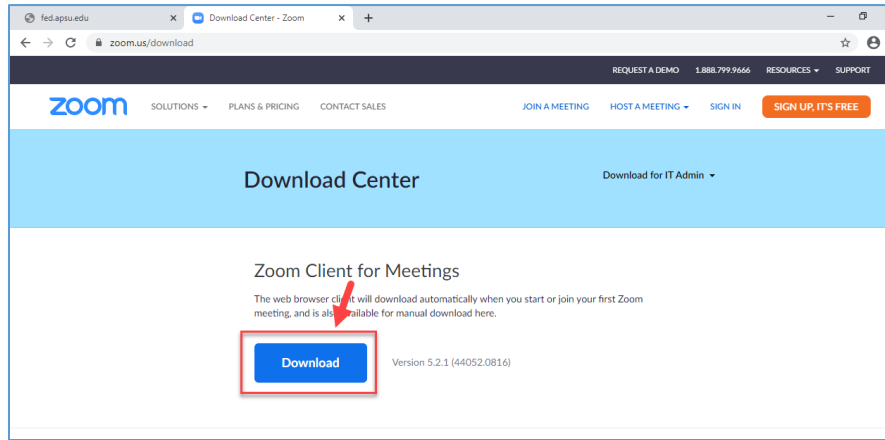 fed.apsu.edu
Download Center - Zoom
zoom.us/download
REQUEST A DEMO 1.888.799.9666 RESOURCES SUPPORT
zoom SOLUTIONS PLANS & PRICING CONTACT SALES JOIN A MEETING HOST A MEETING SIGN IN SIGN UP, IT'S FREE
Download Center Download for IT Admin
Zoom Client for Meetings
The web browser client will download automatically when you start or join your first Zoom
meeting, and is also available for manual download here.
Download Version 5.2.1 (44052.0816)